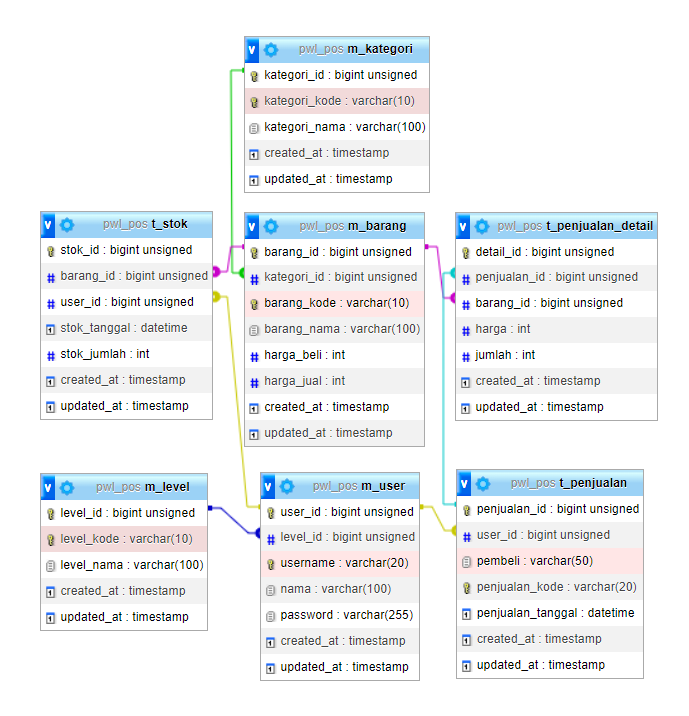 v pwl_pos m_kategori
kategori_id : bigint unsigned
kategori_kode : varchar(10)
kategori_nama : varchar(100)
created_at : timestamp
updated_at : timestamp
v pwl_pos t_stok
stok_id : bigint unsigned
# barang_id : bigint unsigned
# user_id : bigint unsigned
stok_tanggal : datetime
# stok_jumlah : int
created_at : timestamp
updated_at : timestamp
v pwl_pos m_barang
barang_id : bigint unsigned
# kategori_id : bigint unsigned
barang_kode : varchar(10)
barang_nama : varchar(100)
# harga_beli : int
# harga_jual : int
created_at : timestamp
updated_at : timestamp
v pwl_pos t_penjualan_detail
detail_id : bigint unsigned
# penjualan_id : bigint unsigned
# barang_id : bigint unsigned
# harga : int
# jumlah : int
created_at : timestamp
updated_at : timestamp
v pwl_pos m_level
level_id : bigint unsigned
level_kode : varchar(10)
level_nama : varchar(100)
created_at : timestamp
updated_at : timestamp
v pwl_pos m_user
user_id : bigint unsigned
# level_id : bigint unsigned
username : varchar(20)
nama : varchar(100)
password : varchar(255)
created_at : timestamp
updated_at : timestamp
v pwl_pos t_penjualan
penjualan_id : bigint unsigned
# user_id : bigint unsigned
pembeli : varchar(50)
penjualan_kode : varchar(20)
penjualan_tanggal : datetime
created_at : timestamp
updated_at : timestamp